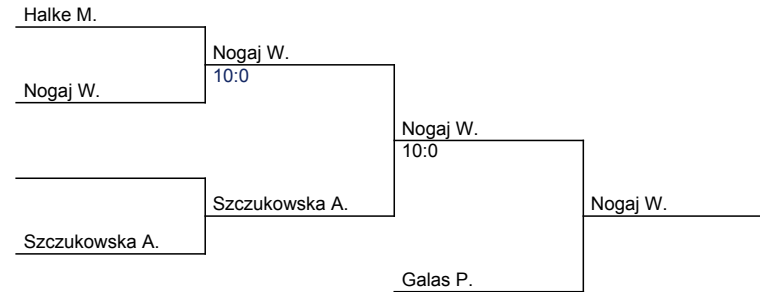 Halke M.
Nogaj W.
10:0
Nogaj W.
Nogaj W.
10:0
Szczukowska A.
Nogaj W.
Szczukowska A.
Galas P.